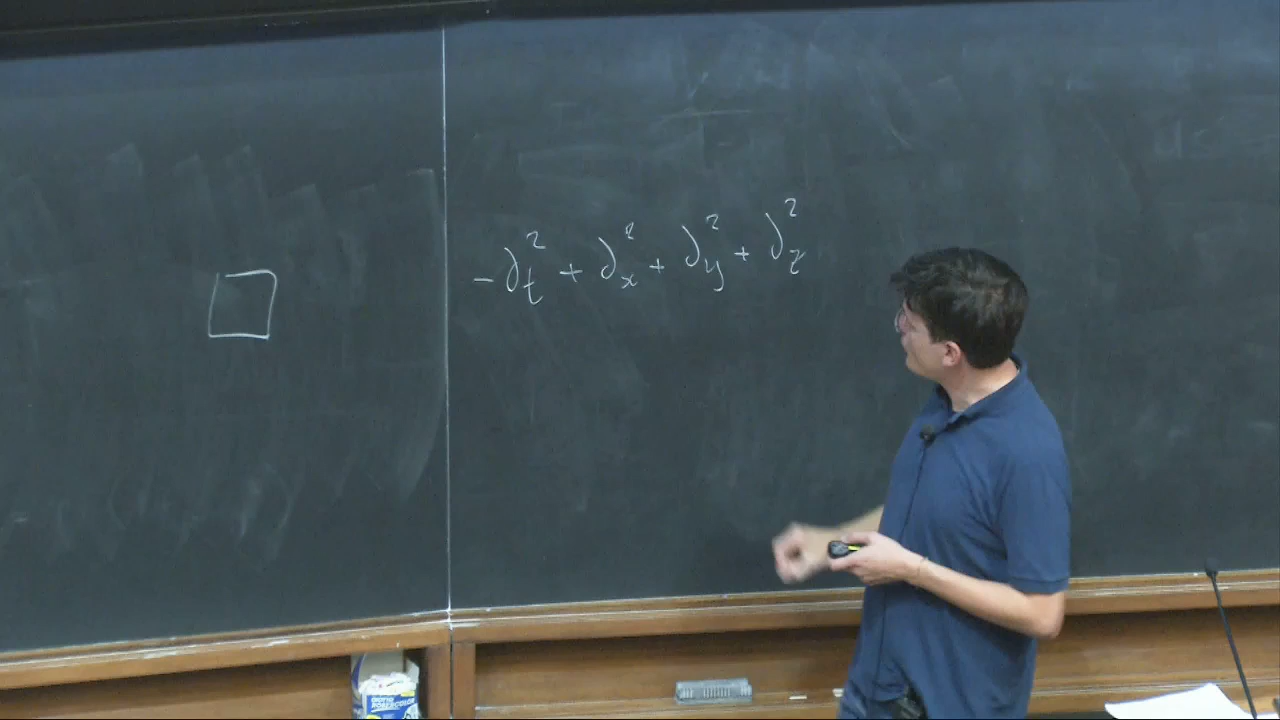 □
-∂_t^2 + ∂_x^2 + ∂_y^2 + ∂_z^2